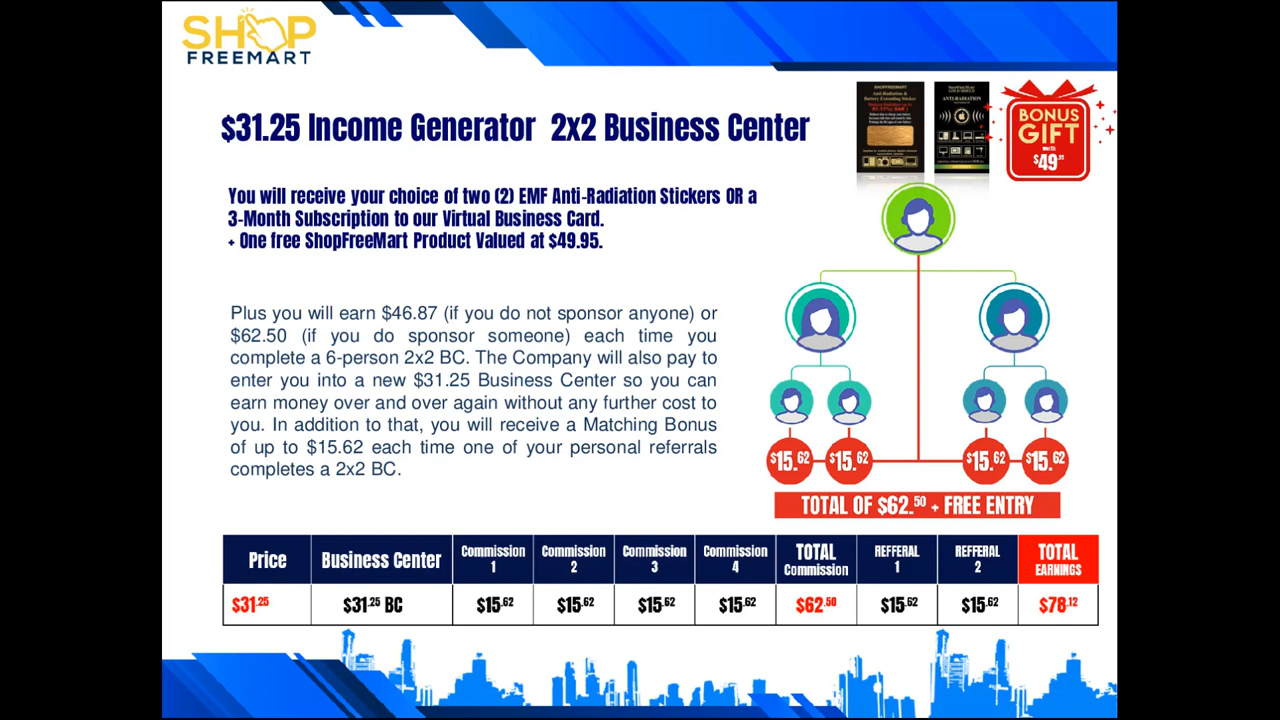 SHOP
FREEMART
$31.25 Income Generator 2x2 Business Center
BONUS
GIFT
$49.95
You will receive your choice of two (2) EMF Anti-Radiation Stickers OR a
3-Month Subscription to our Virtual Business Card.
+ One free ShopFreeMart Product Valued at $49.95.
Plus you will earn $46.87 (if you do not sponsor anyone) or
$62.50 (if you do sponsor someone) each time you
complete a 6-person 2x2 BC. The Company will also pay to
enter you into a new $31.25 Business Center so you can
earn money over and over again without any further cost to
you. In addition to that, you will receive a Matching Bonus
of up to $15.62 each time one of your personal referrals
completes a 2x2 BC.
$15.62 $15.62 $15.62 $15.62
TOTAL OF $62.50 + FREE ENTRY
Price Business Center Commission 1 Commission 2 Commission 3 Commission 4 TOTAL Commission REFFERAL 1 REFFERAL 2 TOTAL EARNINGS
$31.25 $31.25 BC $15.62 $15.62 $15.62 $15.62 $62.50 $15.62 $15.62 $78.12